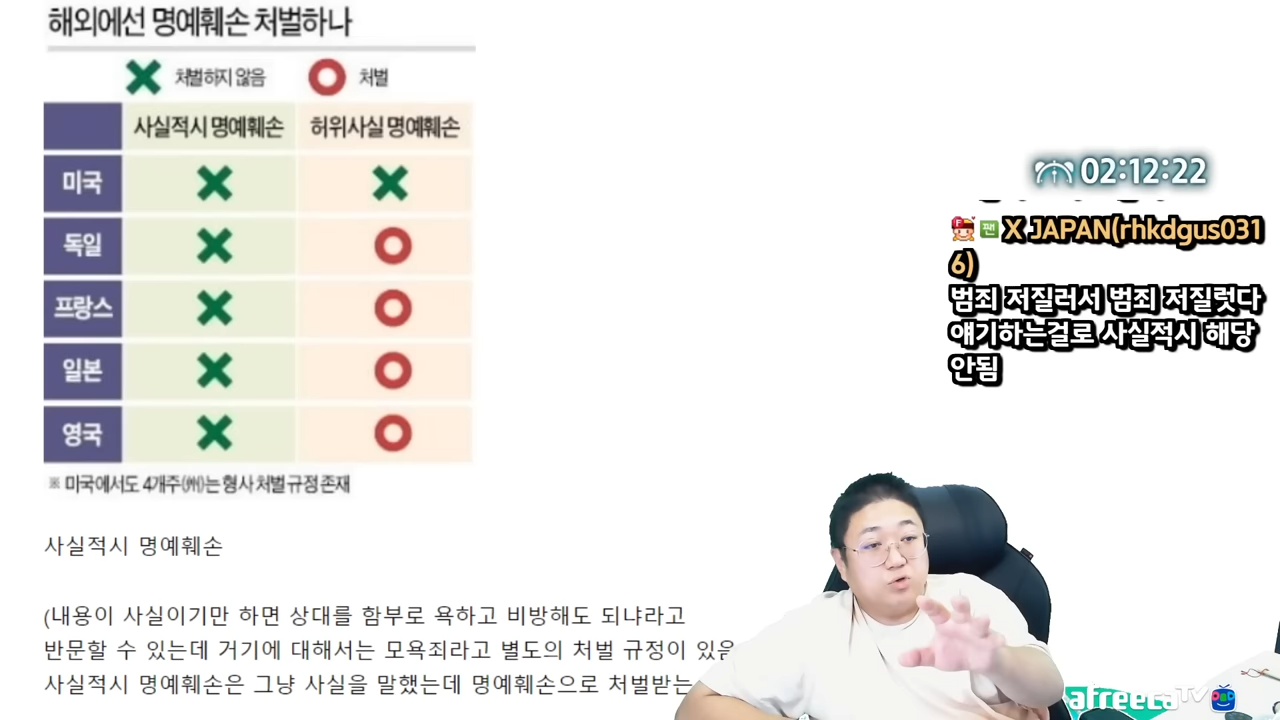 해외에선 명예훼손 처벌하나
처벌하지 않음 처벌
사실적시 명예훼손 허위사실 명예훼손
미국
독일
프랑스
일본
영국
※ 미국에서도 4개주(州)는 형사 처벌 규정 존재
사실적시 명예훼손
(내용이 사실이기만 하면 상대를 함부로 욕하고 비방해도 되냐라고
반문할 수 있는데 거기에 대해서는 모욕죄라고 별도의 처벌 규정이 있음
사실적시 명예훼손은 그냥 사실을 말했는데 명예훼손으로 처벌받는
02:12:22
F 팬 X JAPAN(rhkdgus031
6)
범죄 저질러서 범죄 저질럿다
얘기하는걸로 사실적시 해당
안됨
afreecaTV